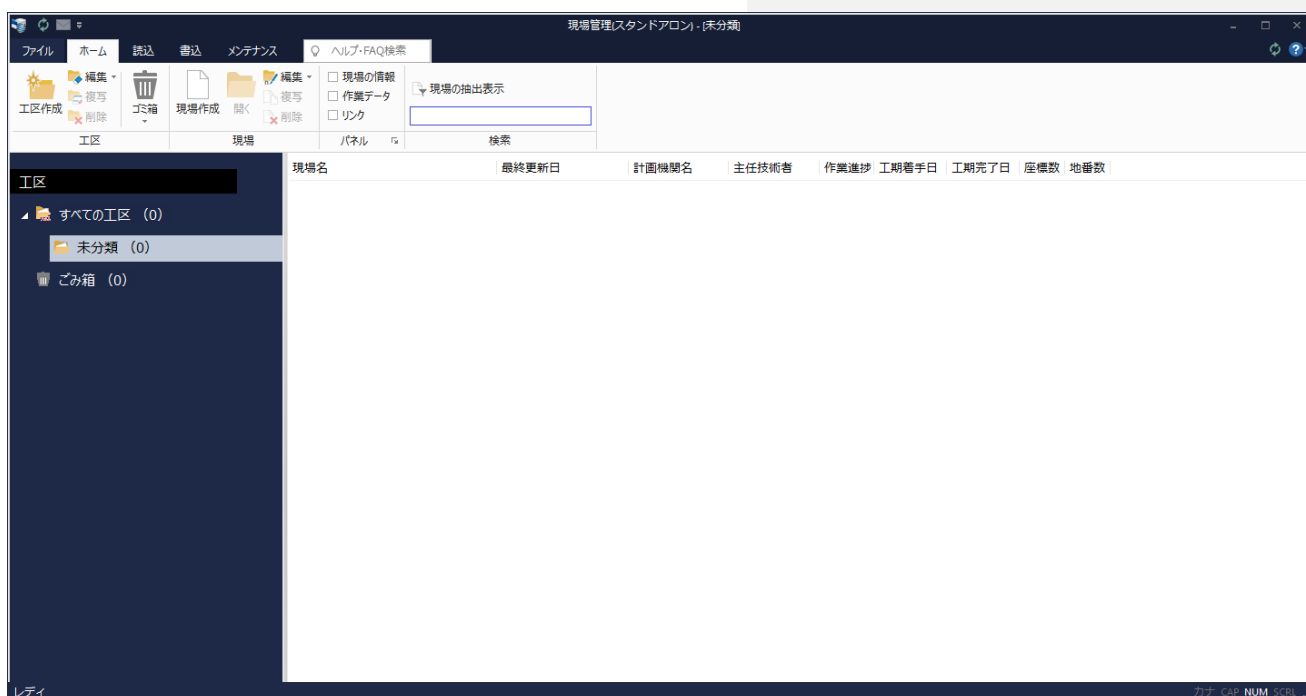 現場管理(スタンドアロン) - [未分類]
ファイル ホーム 読込 書込 メンテナンス ヘルプ・FAQ検索
工区作成 編集 複写 削除 ゴミ箱 現場作成 開く 編集 複写 削除 現場の情報 作業データ リンク 現場の抽出表示
工区 現場 パネル 検索
現場名 最終更新日 計画機関名 主任技術者 作業進捗 工期着手日 工期完了日 座標数 地番数
工区
すべての工区 (0)
未分類 (0)
ごみ箱 (0)
レディ カナ CAP NUM SCRL